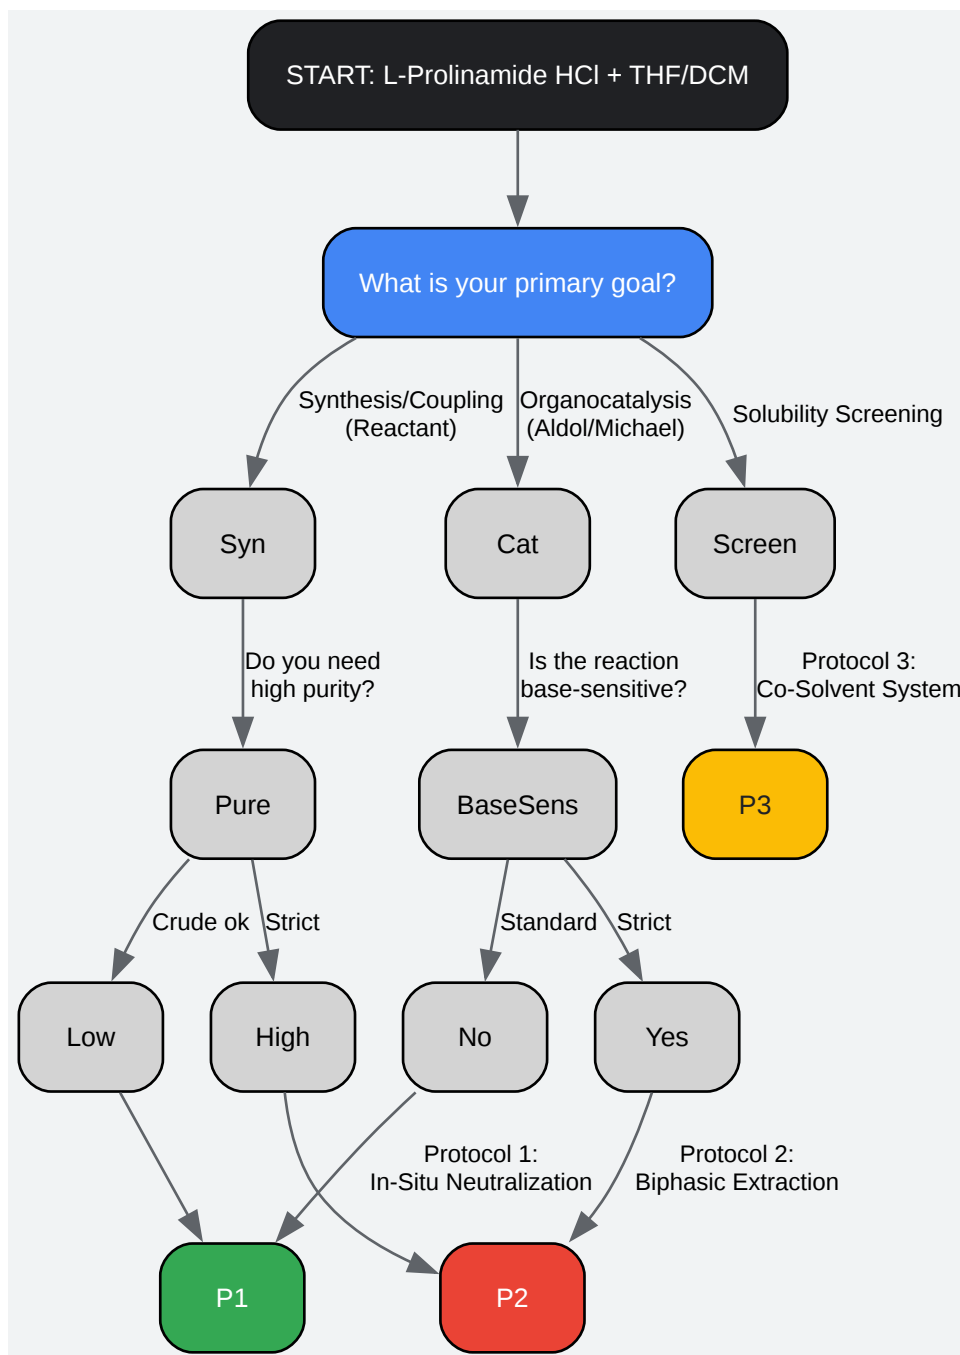 START: L-Prolinamide HCl + THF/DCM
What is your primary goal?
Synthesis/Coupling
(Reactant)
Organocatalysis
(Aldol/Michael)
Solubility Screening
Syn
Cat
Screen
Do you need
high purity?
Is the reaction
base-sensitive?
Protocol 3:
Co-Solvent System
Pure
BaseSens
P3
Crude ok
Strict
Standard
Strict
Low
High
No
Yes
Protocol 1:
In-Situ Neutralization
Protocol 2:
Biphasic Extraction
P1
P2